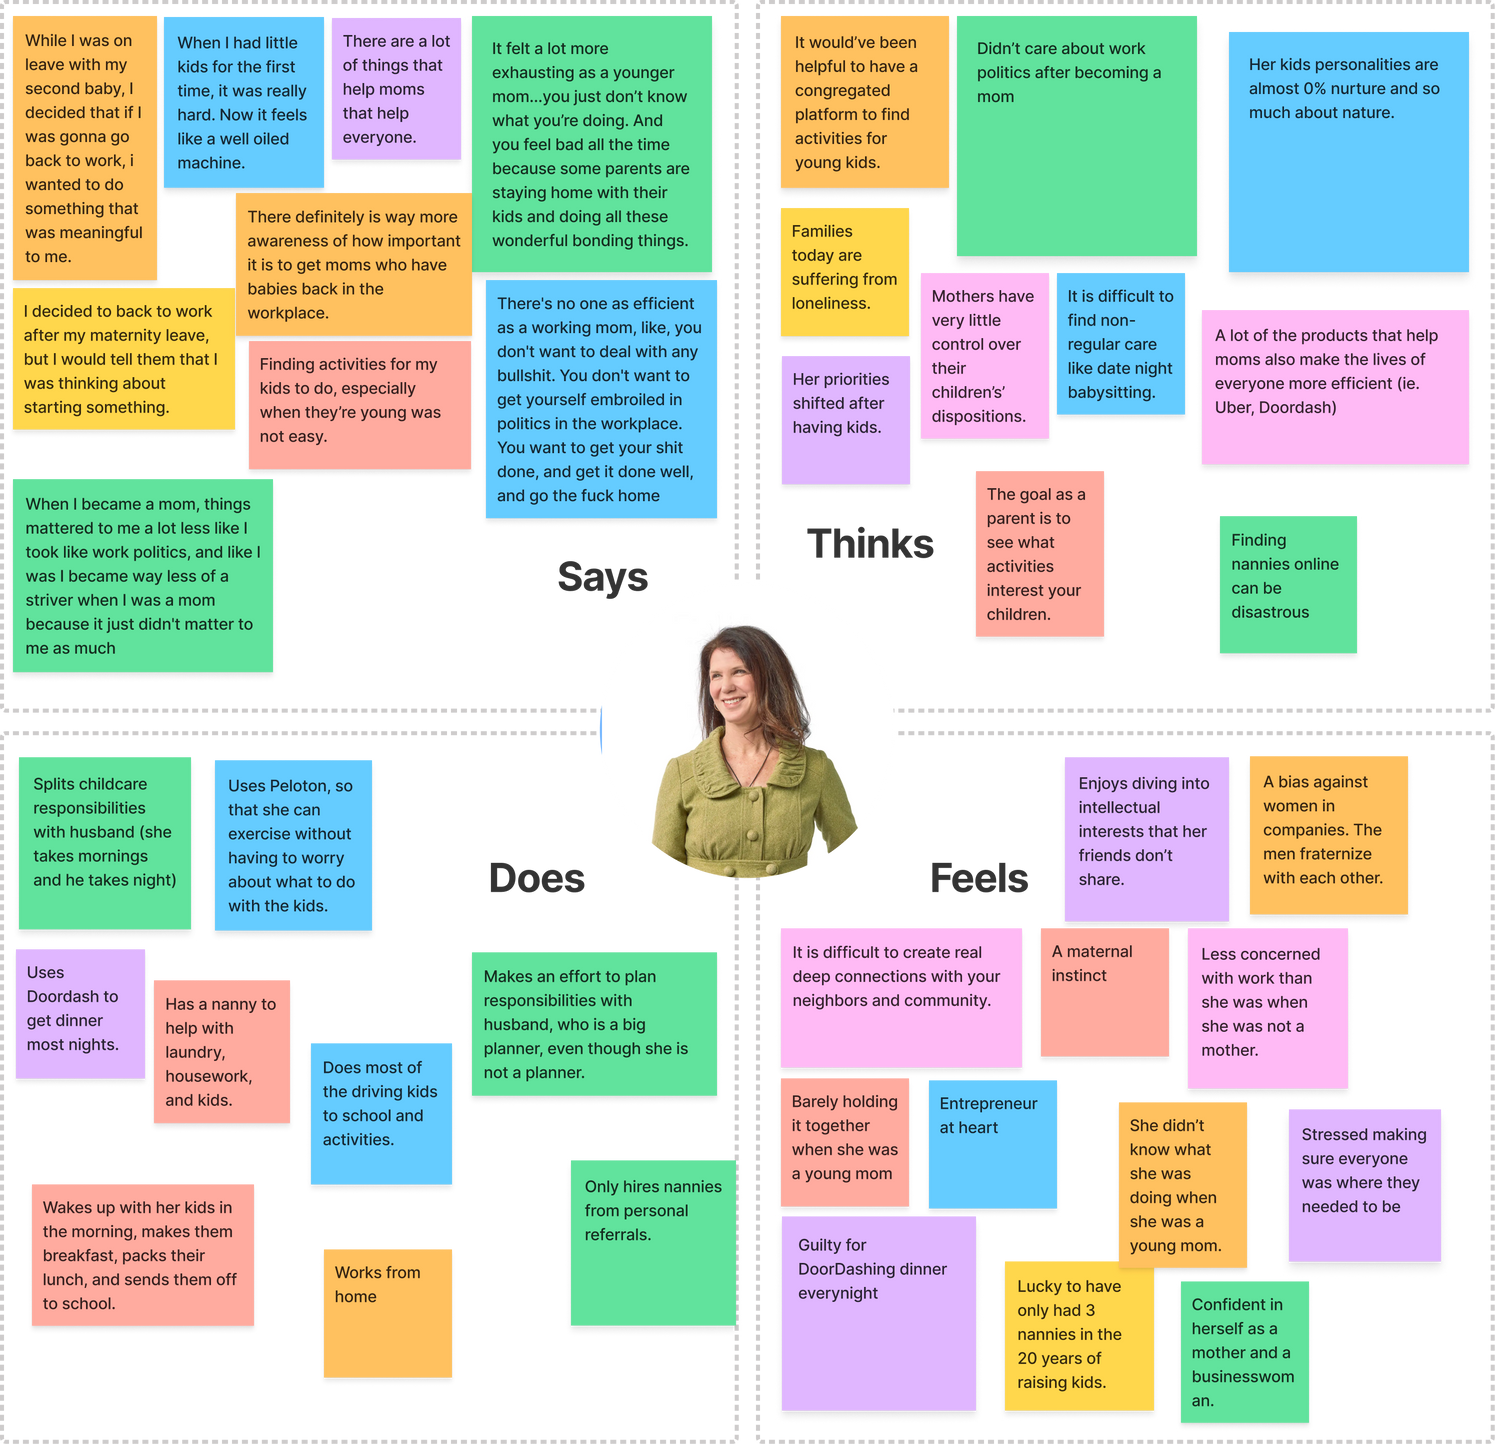 While I was on
leave with my
second baby, I
decided that if I
was gonna go
back to work, i
wanted to do
something that
was meaningful
to me.
When I had little
kids for the first
time, it was really
hard. Now it feels
like a well oiled
machine.
There are a lot
of things that
help moms
that help
everyone.
It felt a lot more
exhausting as a younger
mom...you just don’t know
what you’re doing. And
you feel bad all the time
because some parents are
staying home with their
kids and doing all these
wonderful bonding things.
There definitely is way more
awareness of how important
it is to get moms who have
babies back in the
workplace.
I decided to back to work
after my maternity leave,
but I would tell them that I
was thinking about
starting something.
Finding activities for my
kids to do, especially
when they’re young was
not easy.
There's no one as efficient
as a working mom, like, you
don't want to deal with any
bullshit. You don't want to
get yourself embroiled in
politics in the workplace.
You want to get your shit
done, and get it done well,
and go the fuck home
When I became a mom, things
mattered to me a lot less like I
took like work politics, and like I
was I became way less of a
striver when I was a mom
because it just didn't matter to
me as much
Says
It would’ve been
helpful to have a
congregated
platform to find
activities for
young kids.
Didn’t care about work
politics after becoming a
mom
Her kids personalities are
almost 0% nurture and so
much about nature.
Families
today are
suffering from
loneliness.
Mothers have
very little
control over
their
children’s’
dispositions.
It is difficult to
find non-
regular care
like date night
babysitting.
A lot of the products that help
moms also make the lives of
everyone more efficient (ie.
Uber, Doordash)
Her priorities
shifted after
having kids.
Thinks
The goal as a
parent is to
see what
activities
interest your
children.
Finding
nannies online
can be
disastrous
Splits childcare
responsibilities
with husband (she
takes mornings
and he takes night)
Uses Peloton, so
that she can
exercise without
having to worry
about what to do
with the kids.
Does
Uses
Doordash to
get dinner
most nights.
Has a nanny to
help with
laundry,
housework,
and kids.
Does most of
the driving kids
to school and
activities.
Makes an effort to plan
responsibilities with
husband, who is a big
planner, even though she is
not a planner.
Only hires nannies
from personal
referrals.
Wakes up with her kids in
the morning, makes them
breakfast, packs their
lunch, and sends them off
to school.
Works from
home
Feels
Enjoys diving into
intellectual
interests that her
friends don’t
share.
A bias against
women in
companies. The
men fraternize
with each other.
It is difficult to create real
deep connections with your
neighbors and community.
A maternal
instinct
Less concerned
with work than
she was when
she was not a
mother.
Barely holding
it together
when she was
a young mom
Entrepreneur
at heart
She didn’t
know what
she was
doing when
she was a
young mom.
Stressed making
sure everyone
was where they
needed to be
Guilty for
DoorDashing dinner
everynight
Lucky to have
only had 3
nannies in the
20 years of
raising kids.
Confident in
herself as a
mother and a
businesswom
an.